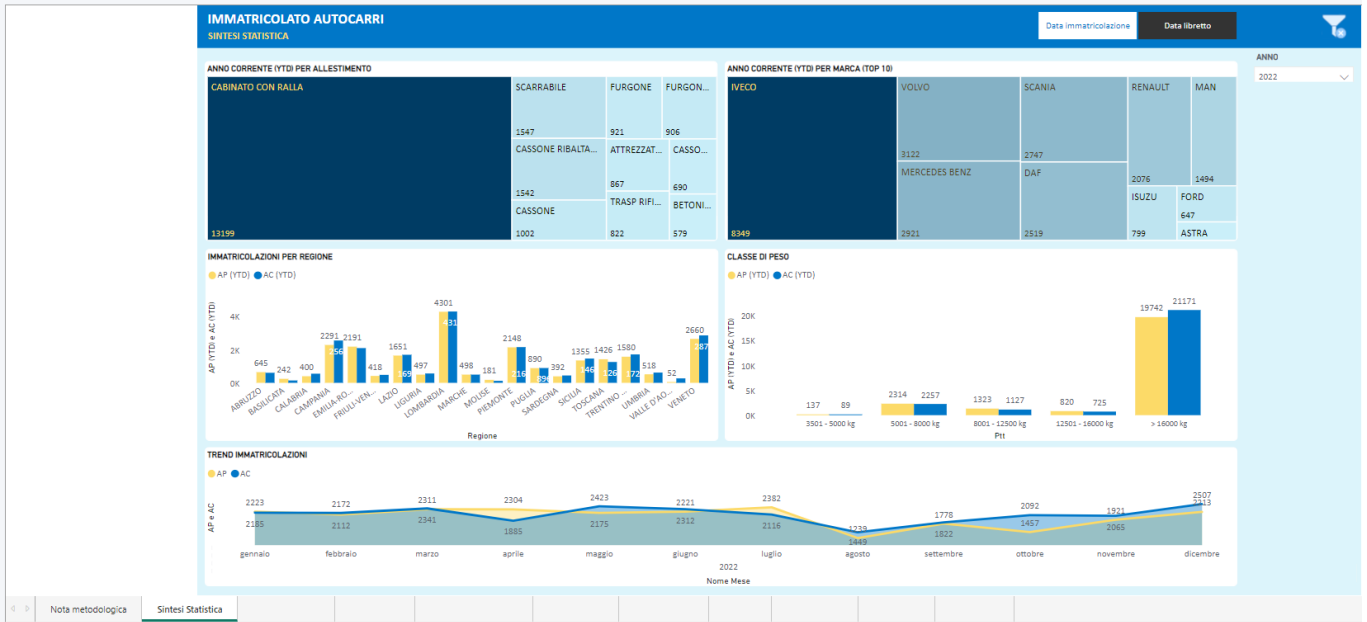 IMMATRICOLATO AUTOCARRI
SINTESI STATISTICA
Data immatricolazione
Data libretto
ANNO
2022
ANNO CORRENTE (YTD) PER ALLESTIMENTO
CABINATO CON RALLA
13199
SCARRABILE
1547
CASSONE RIBALTA...
1542
CASSONE
1002
FURGONE
921
FURGON...
906
ATTREZZAT...
867
CASSO...
690
TRASP RIFI...
822
BETONI...
579
ANNO CORRENTE (YTD) PER MARCA (TOP 10)
IVECO
8349
VOLVO
3122
MERCEDES BENZ
2921
SCANIA
2747
DAF
2519
RENAULT
2076
MAN
1494
ISUZU
799
FORD
647
ASTRA
IMMATRICOLAZIONI PER REGIONE
AP (YTD) AC (YTD)
AP (YTD) e AC (YTD)
4K
2K
0K
645 242 400 2291 2191 418 1651 497 4301 498 181 2148 890 392 1355 1426 1580 518 52 2660
256 169 431 216 89 146 126 172 287
ABRUZZO
BASILICATA
CALABRIA
CAMPANIA
EMILIA-RO...
FRIULI-VEN...
LAZIO
LIGURIA
LOMBARDIA
MARCHE
MOLISE
PIEMONTE
PUGLIA
SARDEGNA
SICILIA
TOSCANA
TRENTINO ...
UMBRIA
VALLE D'AO...
VENETO
Regione
CLASSE DI PESO
AP (YTD) AC (YTD)
AP (YTD) e AC (YTD)
20K
15K
10K
5K
0K
137 89 2314 2257 1323 1127 820 725 19742 21171
3501 - 5000 kg 5001 - 8000 kg 8001 - 12500 kg 12501 - 16000 kg > 16000 kg
Ptt
TREND IMMATRICOLAZIONI
AP AC
AP e AC
2223 2172 2311 2304 2423 2221 2382 1239 1778 2092 1921 2507
2185 2112 2341 1885 2175 2312 2116 1449 1822 1457 2065 2213
gennaio febbraio marzo aprile maggio giugno luglio agosto settembre ottobre novembre dicembre
2022
Nome Mese
Nota metodologica
Sintesi Statistica